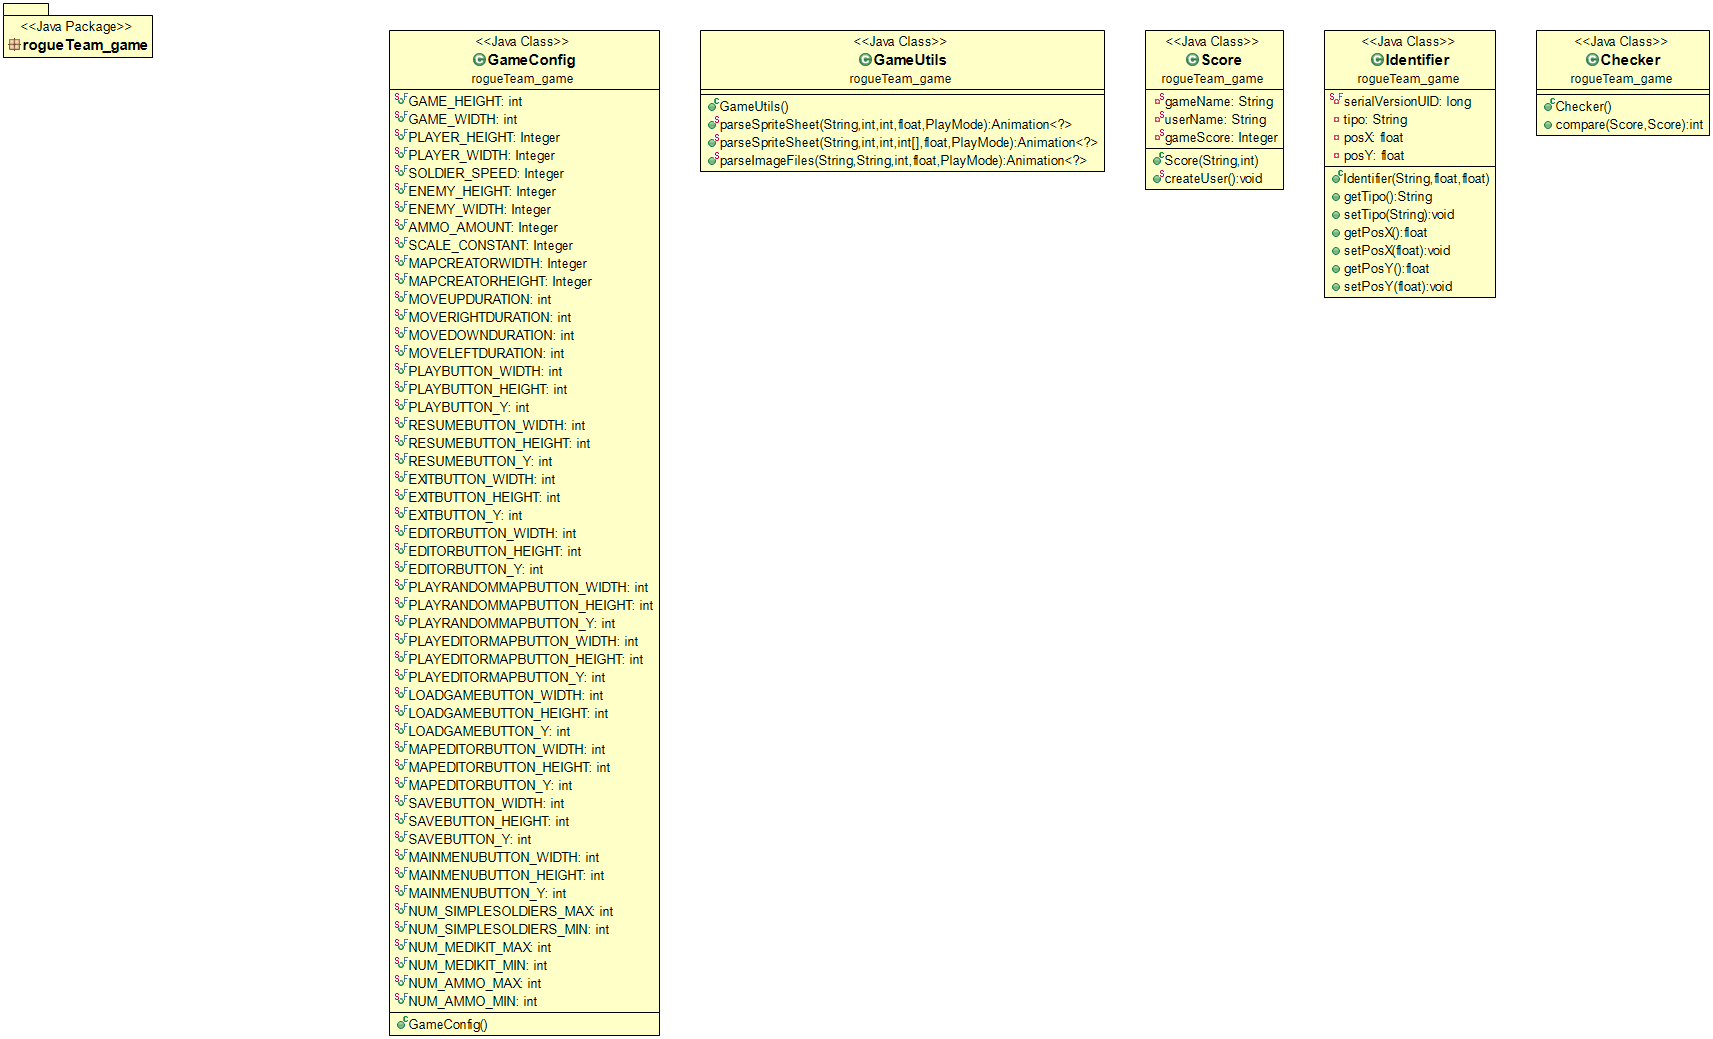 <<Java Package>>
rogueTeam_game
<<Java Class>>
GameConfig
rogueTeam_game
GAME_HEIGHT: int
GAME_WIDTH: int
PLAYER_HEIGHT: Integer
PLAYER_WIDTH: Integer
SOLDIER_SPEED: Integer
ENEMY_HEIGHT: Integer
ENEMY_WIDTH: Integer
AMMO_AMOUNT: Integer
SCALE_CONSTANT: Integer
MAPCREATORWIDTH: Integer
MAPCREATORHEIGHT: Integer
MOVEUPDURATION: int
MOVERIGHTDURATION: int
MOVEDOWNDURATION: int
MOVELEFTDURATION: int
PLAYBUTTON_WIDTH: int
PLAYBUTTON_HEIGHT: int
PLAYBUTTON_Y: int
RESUMEBUTTON_WIDTH: int
RESUMEBUTTON_HEIGHT: int
RESUMEBUTTON_Y: int
EXITBUTTON_WIDTH: int
EXITBUTTON_HEIGHT: int
EXITBUTTON_Y: int
EDITORBUTTON_WIDTH: int
EDITORBUTTON_HEIGHT: int
EDITORBUTTON_Y: int
PLAYRANDOMMAPBUTTON_WIDTH: int
PLAYRANDOMMAPBUTTON_HEIGHT: int
PLAYRANDOMMAPBUTTON_Y: int
PLAYEDITORMAPBUTTON_WIDTH: int
PLAYEDITORMAPBUTTON_HEIGHT: int
PLAYEDITORMAPBUTTON_Y: int
LOADGAMEBUTTON_WIDTH: int
LOADGAMEBUTTON_HEIGHT: int
LOADGAMEBUTTON_Y: int
MAPEDITORBUTTON_WIDTH: int
MAPEDITORBUTTON_HEIGHT: int
MAPEDITORBUTTON_Y: int
SAVEBUTTON_WIDTH: int
SAVEBUTTON_HEIGHT: int
SAVEBUTTON_Y: int
MAINMENUBUTTON_WIDTH: int
MAINMENUBUTTON_HEIGHT: int
MAINMENUBUTTON_Y: int
NUM_SIMPLESOLDIERS_MAX: int
NUM_SIMPLESOLDIERS_MIN: int
NUM_MEDIKIT_MAX: int
NUM_MEDIKIT_MIN: int
NUM_AMMO_MAX: int
NUM_AMMO_MIN: int
GameConfig()
<<Java Class>>
GameUtils
rogueTeam_game
GameUtils()
parseSpriteSheet(String,int,int,float,PlayMode):Animation<?>
parseSpriteSheet(String,int,int,int[],float,PlayMode):Animation<?>
parseImageFiles(String,String,int,float,PlayMode):Animation<?>
<<Java Class>>
Score
rogueTeam_game
gameName: String
userName: String
gameScore: Integer
Score(String,int)
createUser():void
<<Java Class>>
Identifier
rogueTeam_game
serialVersionUID: long
tipo: String
posX: float
posY: float
Identifier(String,float,float)
getTipo():String
setTipo(String):void
getPosX():float
setPosX(float):void
getPosY():float
setPosY(float):void
<<Java Class>>
Checker
rogueTeam_game
Checker()
compare(Score,Score):int